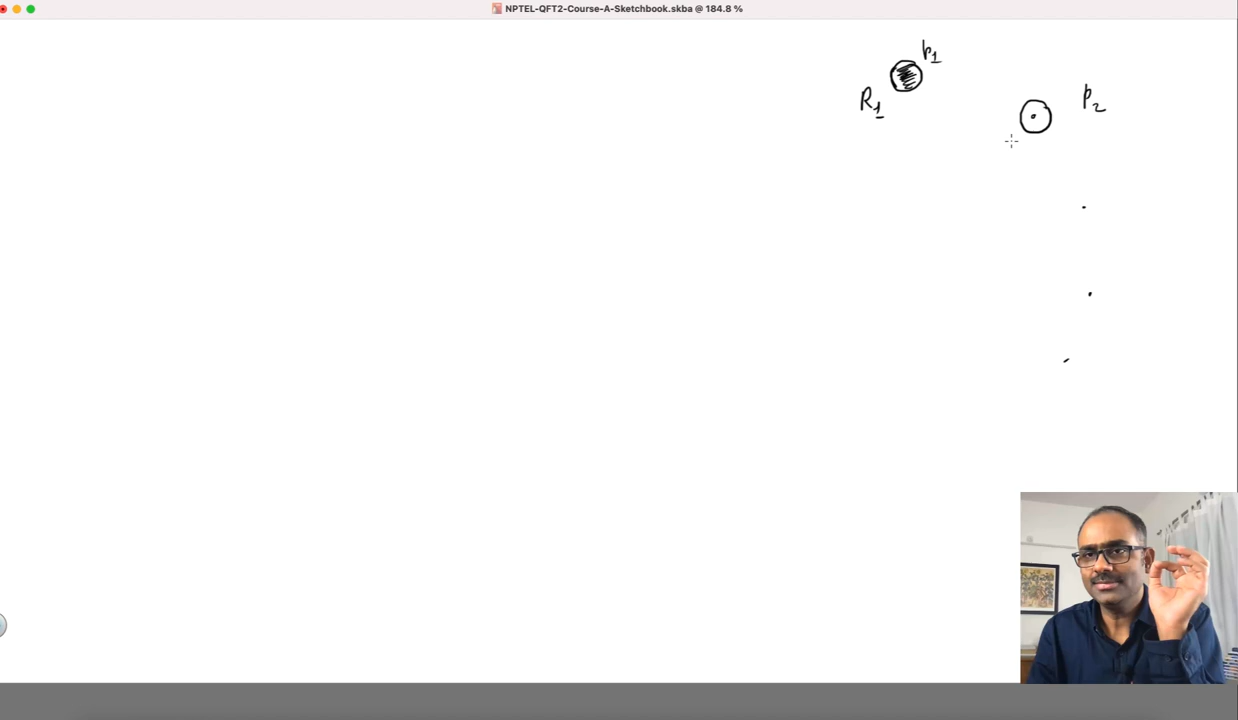 NPTEL-QFT2-Course-A-Sketchbook.skba @ 184.8 %
p₁
R₁
p₂